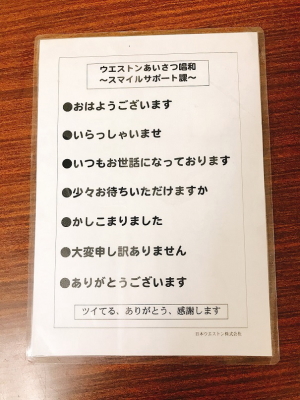 ウエストンあいさつ唱和
～スマイルサポート課～
●おはようございます
●いらっしゃいませ
●いつもお世話になっております
●少々お待ちいただけますか
●かしこまりました
●大変申し訳ありません
●ありがとうございます
ツイてる、ありがとう、感謝します
日本ウエストン株式会社